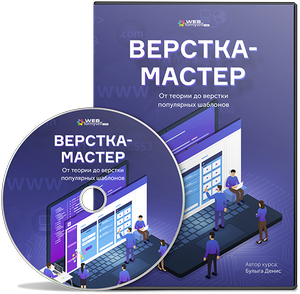 WEB
ВЕРСТКА-
МАСТЕР
От теории до верстки
популярных шаблонов
Автор курса:
Булыга Денис
ВЕРСТКА-
МАСТЕР
От теории до верстки
популярных шаблонов